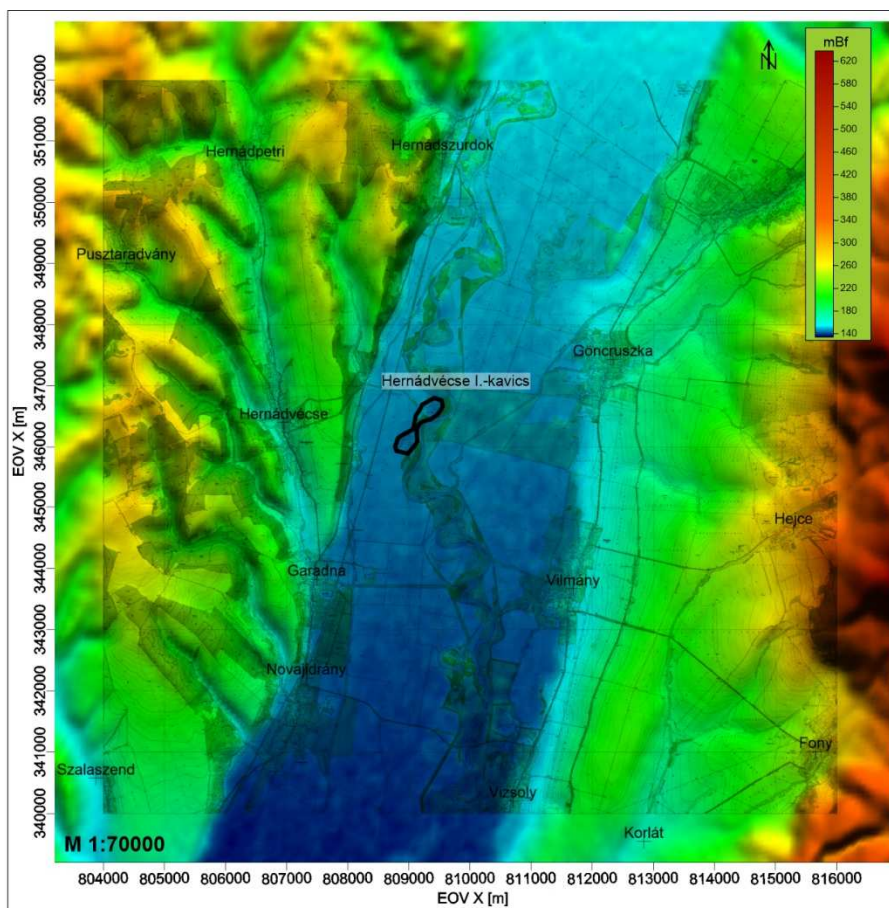 mBf
620
580
540
500
460
420
380
340
300
260
220
180
140
N
352000
351000
350000
349000
348000
347000
346000
345000
344000
343000
342000
341000
340000
EOV X [m]
Hernádpetri
Hernádszurdok
Pusztaradvány
Göncruszka
Hernádvécse I.-kavics
Hernádvécse
Hejce
Garadna
Vilmány
Novajidrány
Fony
Szalaszend
Vizsoly
Korlát
M 1:70000
804000 805000 806000 807000 808000 809000 810000 811000 812000 813000 814000 815000 816000
EOV X [m]